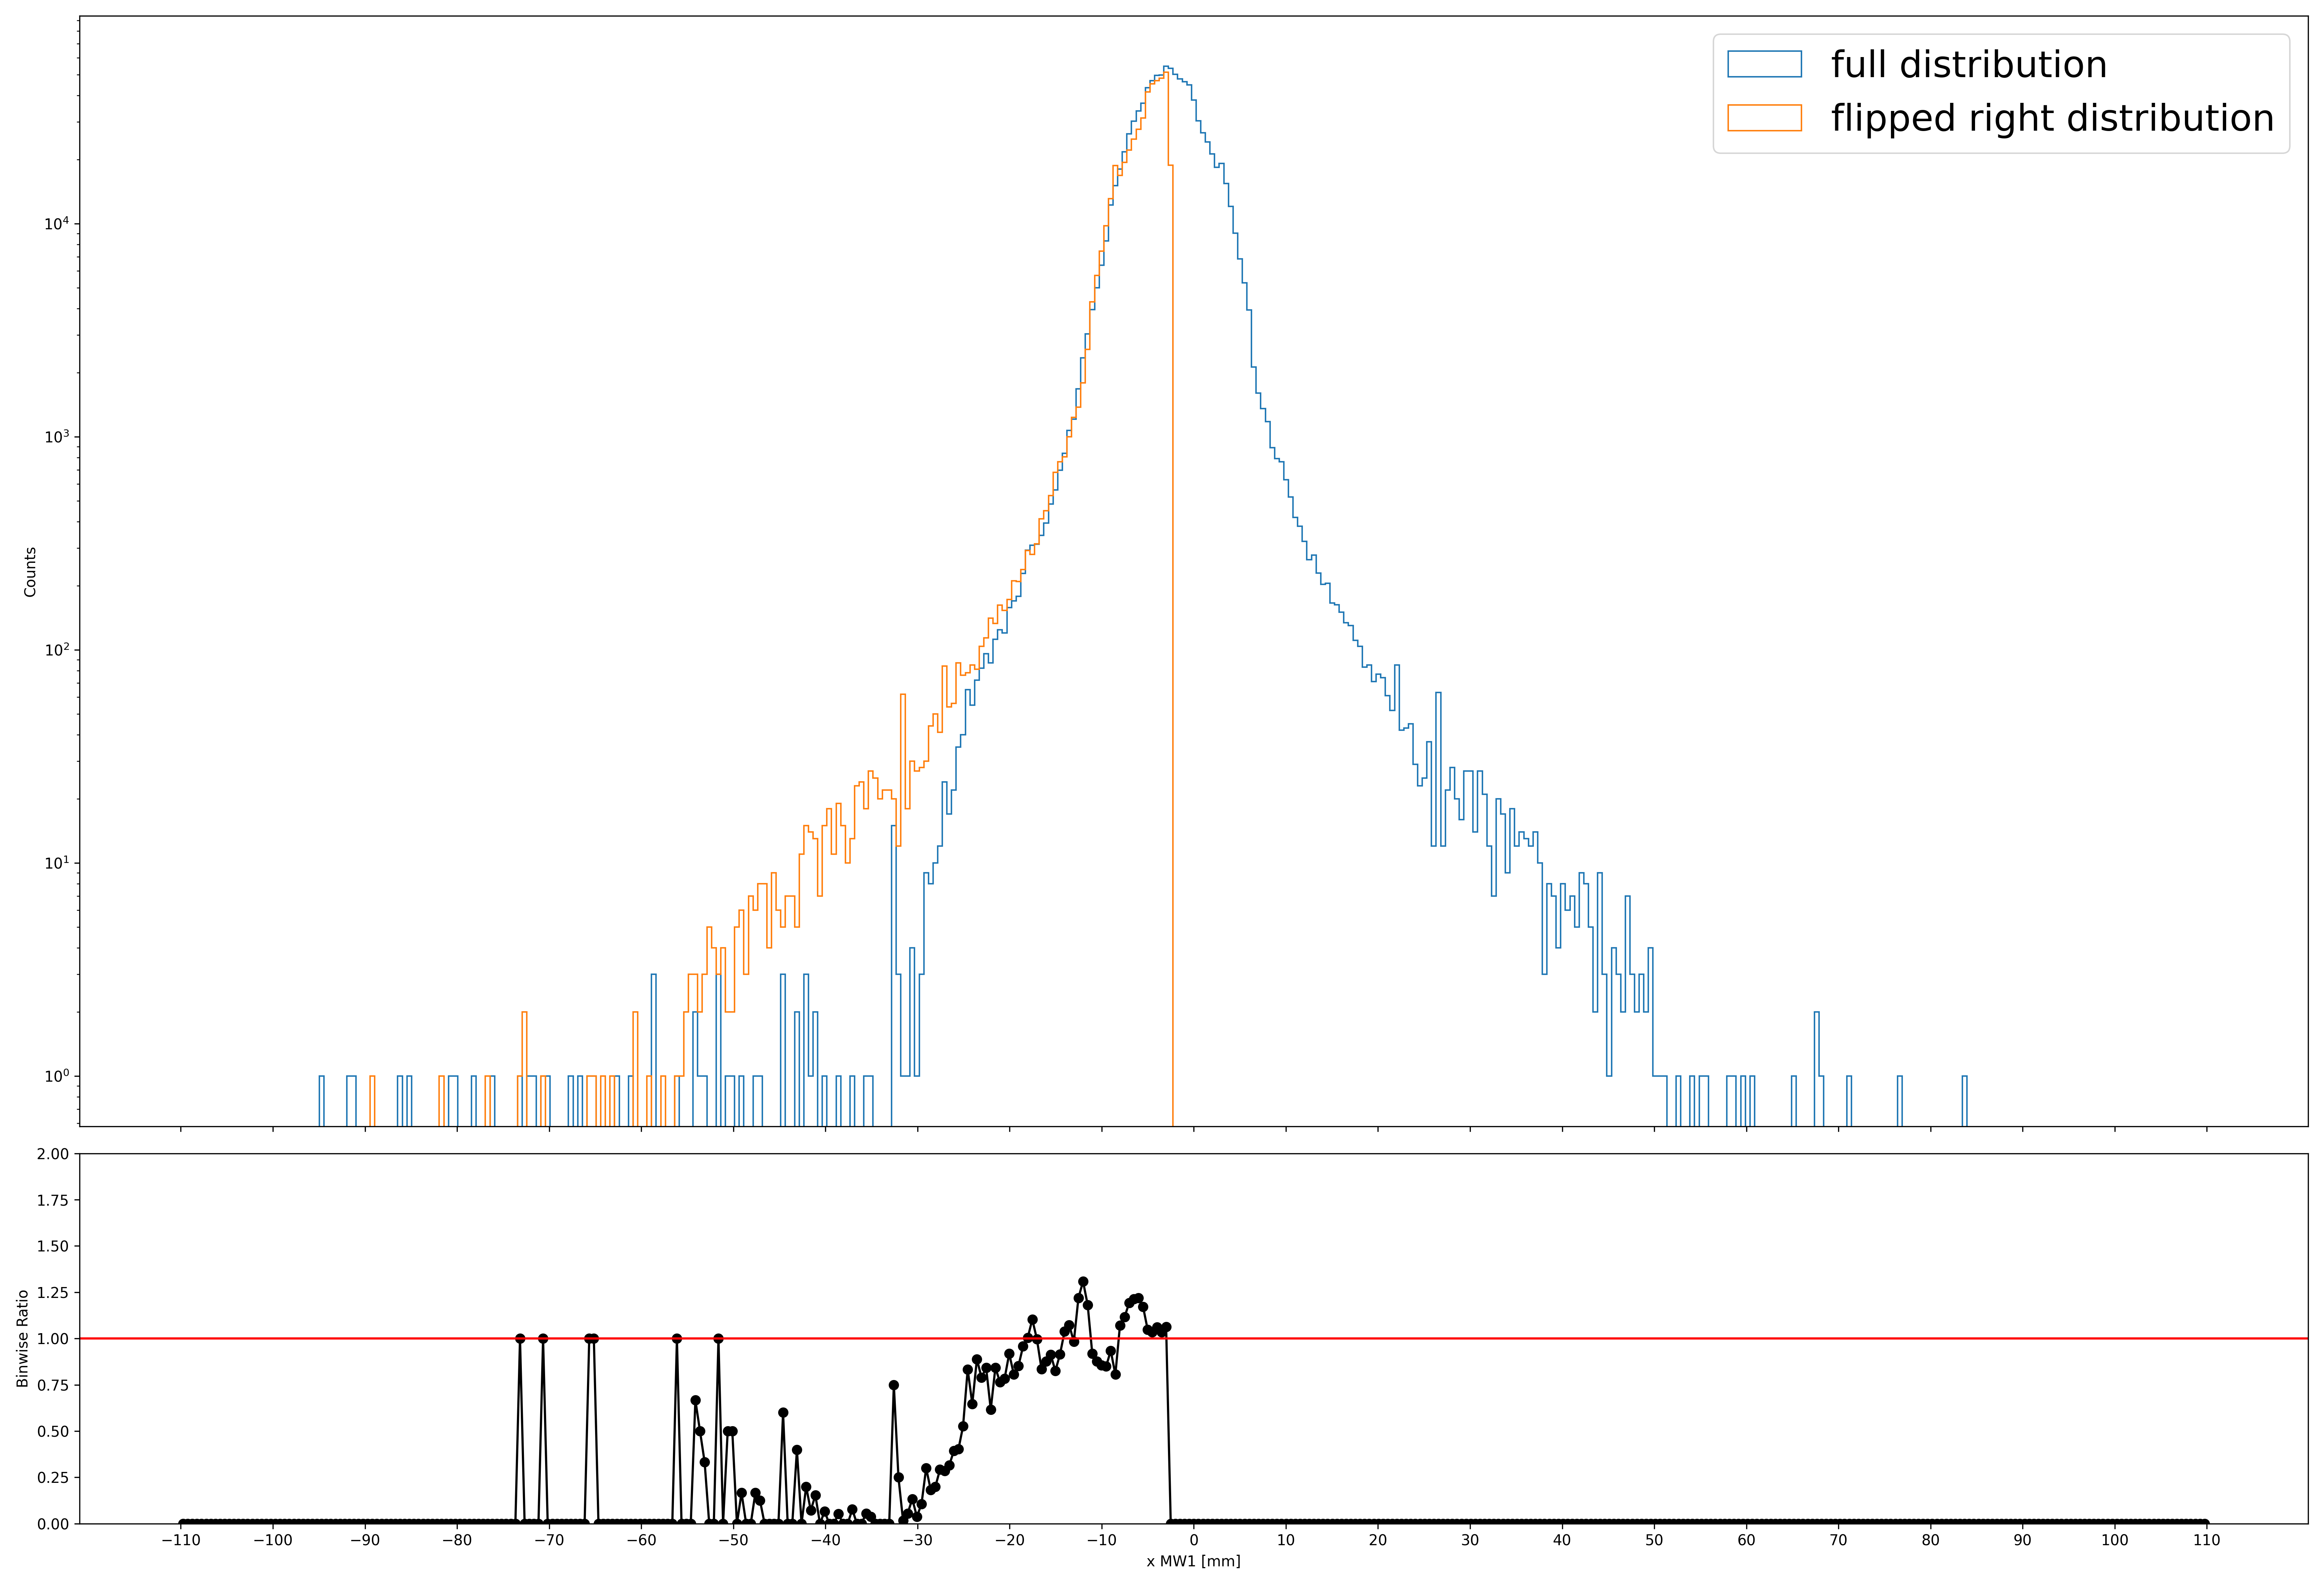 full distribution
flipped right distribution
10⁴
10³
10²
10¹
10⁰
Counts
2.00
1.75
1.50
1.25
1.00
0.75
0.50
0.25
0.00
Binwise Ratio
−110 −100 −90 −80 −70 −60 −50 −40 −30 −20 −10 0 10 20 30 40 50 60 70 80 90 100 110
x MW1 [mm]